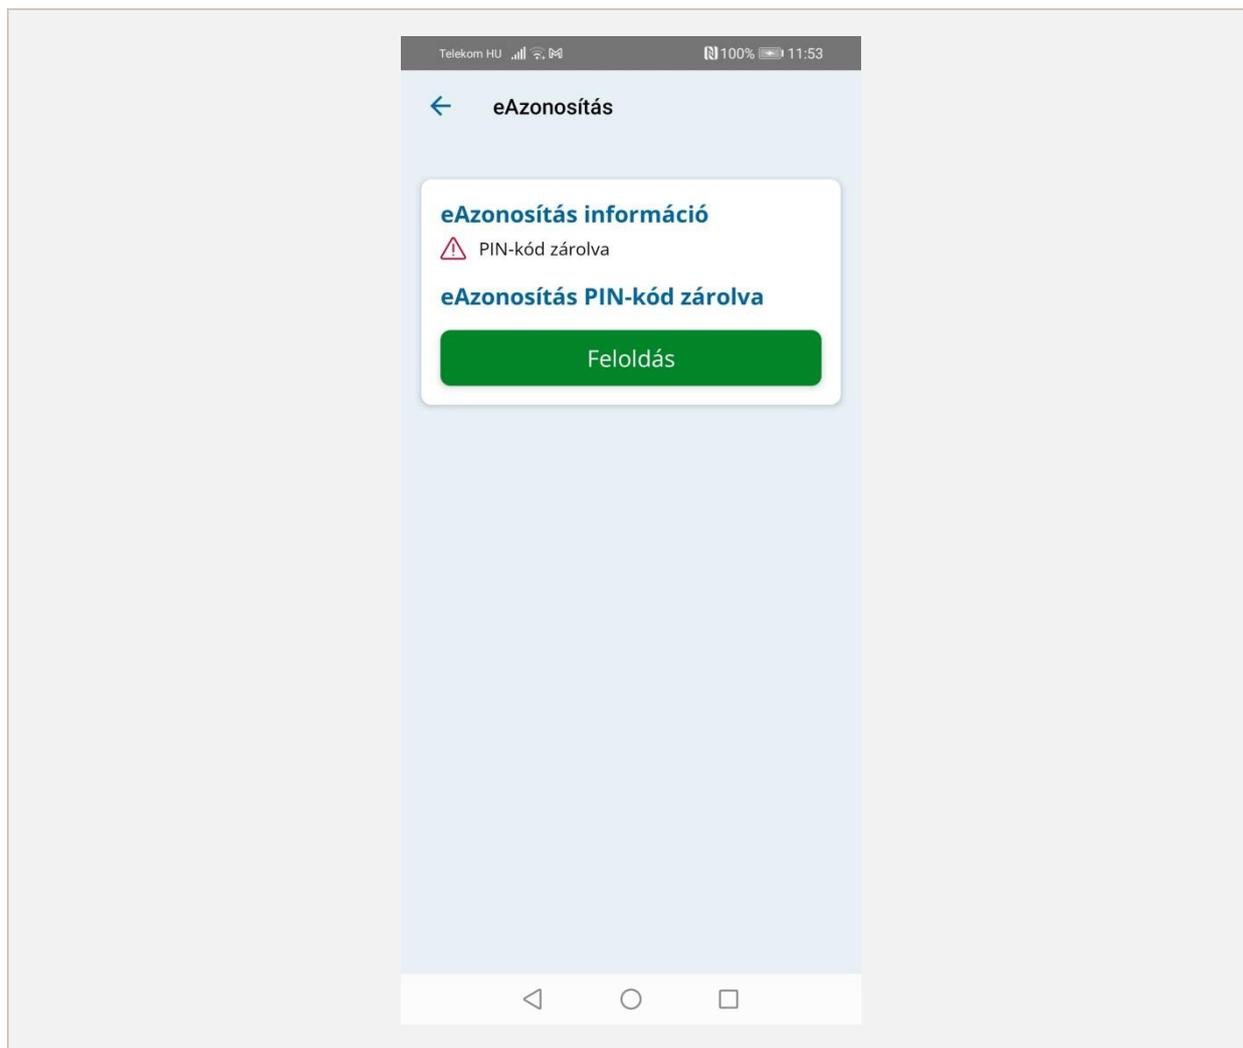 Telekom HU 100% 11:53
eAzonosítás
eAzonosítás információ
PIN-kód zárolva
eAzonosítás PIN-kód zárolva
Feloldás